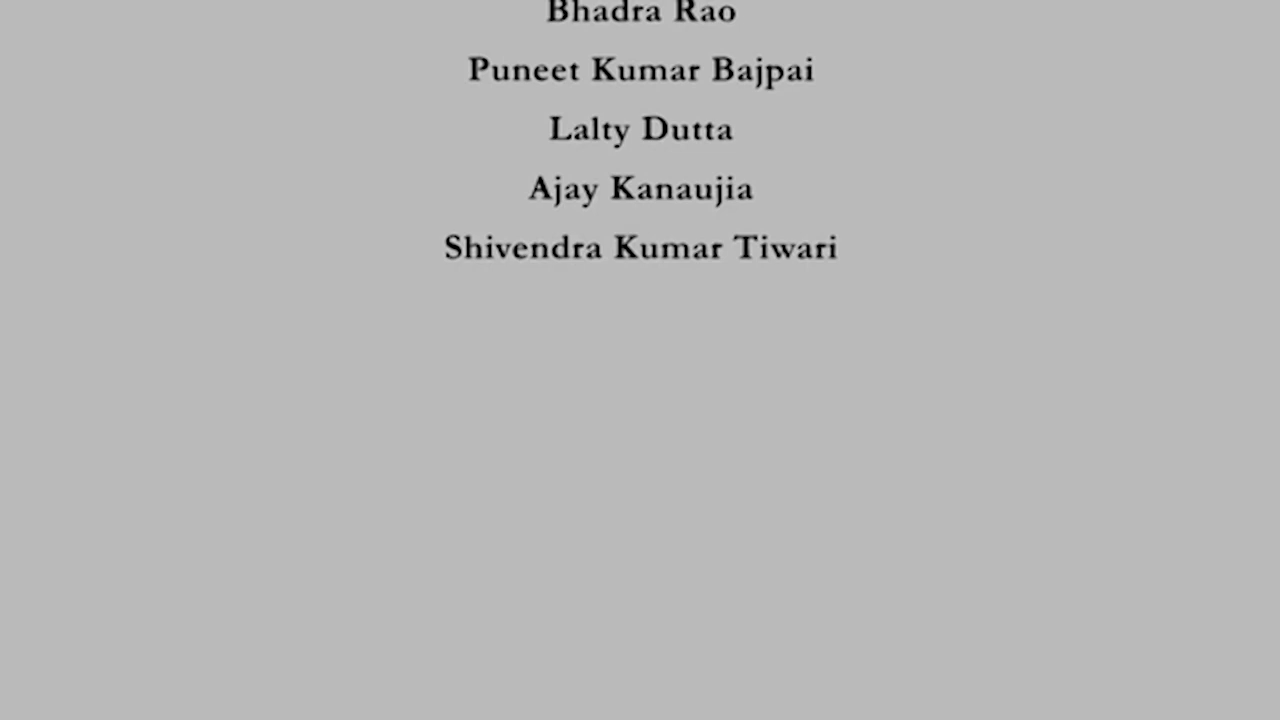 Bhadra Rao
Puneet Kumar Bajpai
Lalty Dutta
Ajay Kanaujia
Shivendra Kumar Tiwari